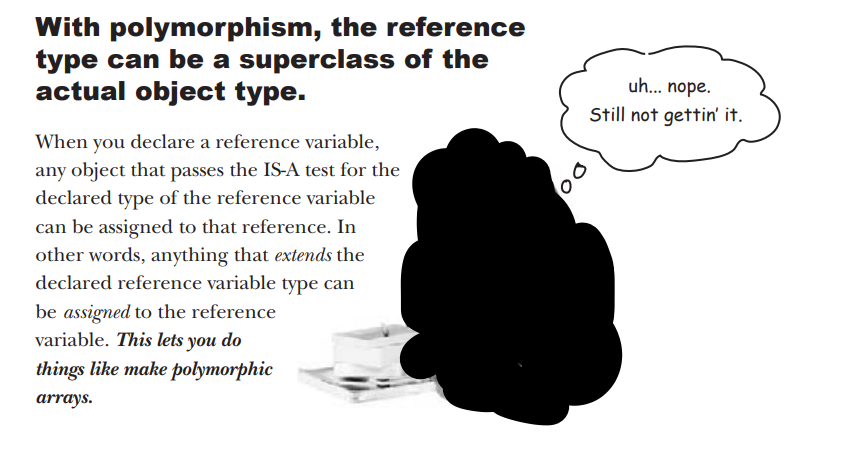 With polymorphism, the reference
type can be a superclass of the
actual object type.
When you declare a reference variable,
any object that passes the IS-A test for the
declared type of the reference variable
can be assigned to that reference. In
other words, anything that extends the
declared reference variable type can
be assigned to the reference
variable. This lets you do
things like make polymorphic
arrays.
uh... nope.
Still not gettin’ it.